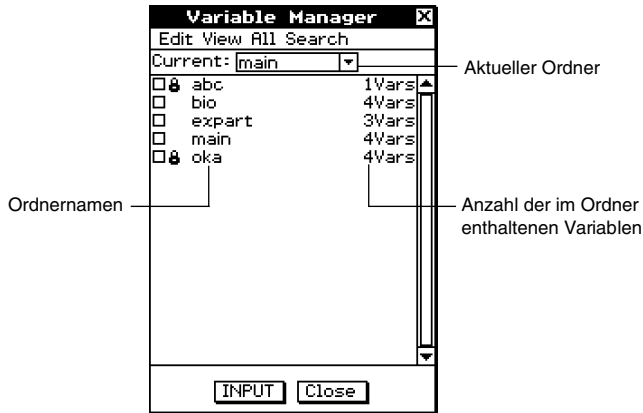 Variable Manager
Edit View All Search
Current: main
Aktueller Ordner
abc 1Vars
bio 4Vars
expart 3Vars
main 4Vars
oka 4Vars
Ordnernamen
Anzahl der im Ordner
enthaltenen Variablen
INPUT Close